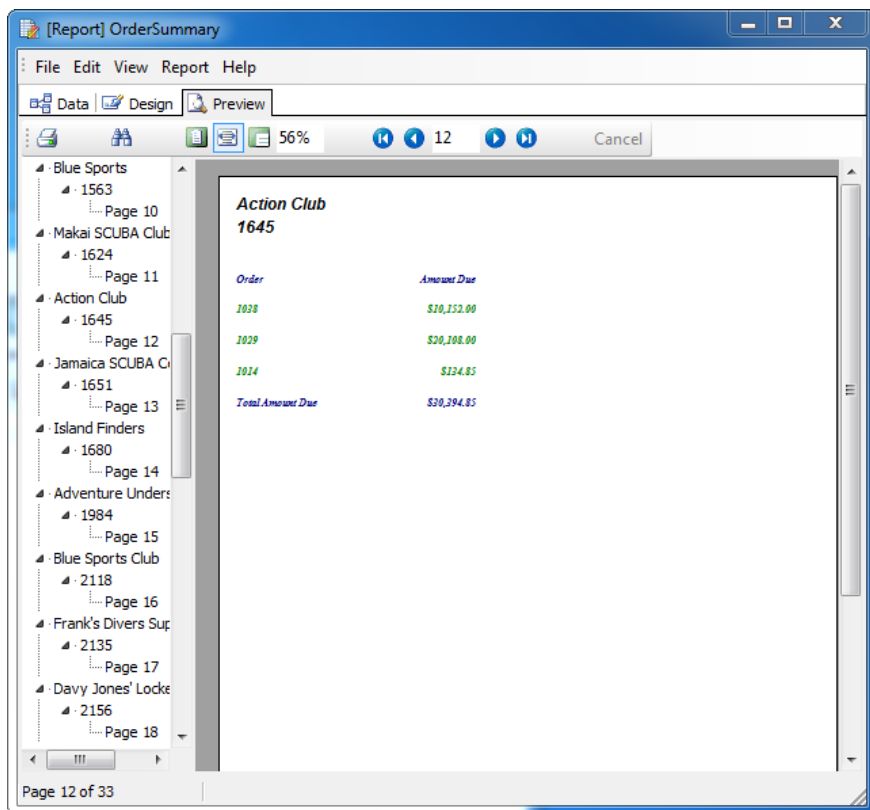 [Report] OrderSummary
File Edit View Report Help
Data Design Preview
56% 12 Cancel
Blue Sports
1563
Page 10
Makai SCUBA Club
1624
Page 11
Action Club
1645
Page 12
Jamaica SCUBA C
1651
Page 13
Island Finders
1680
Page 14
Adventure Unders
1984
Page 15
Blue Sports Club
2118
Page 16
Frank's Divers Sup
2135
Page 17
Davy Jones' Locke
2156
Page 18
Action Club
1645
Order Amount Due
1038 $10,152.00
1029 $20,108.00
1014 $134.85
Total Amount Due $30,394.85
Page 12 of 33